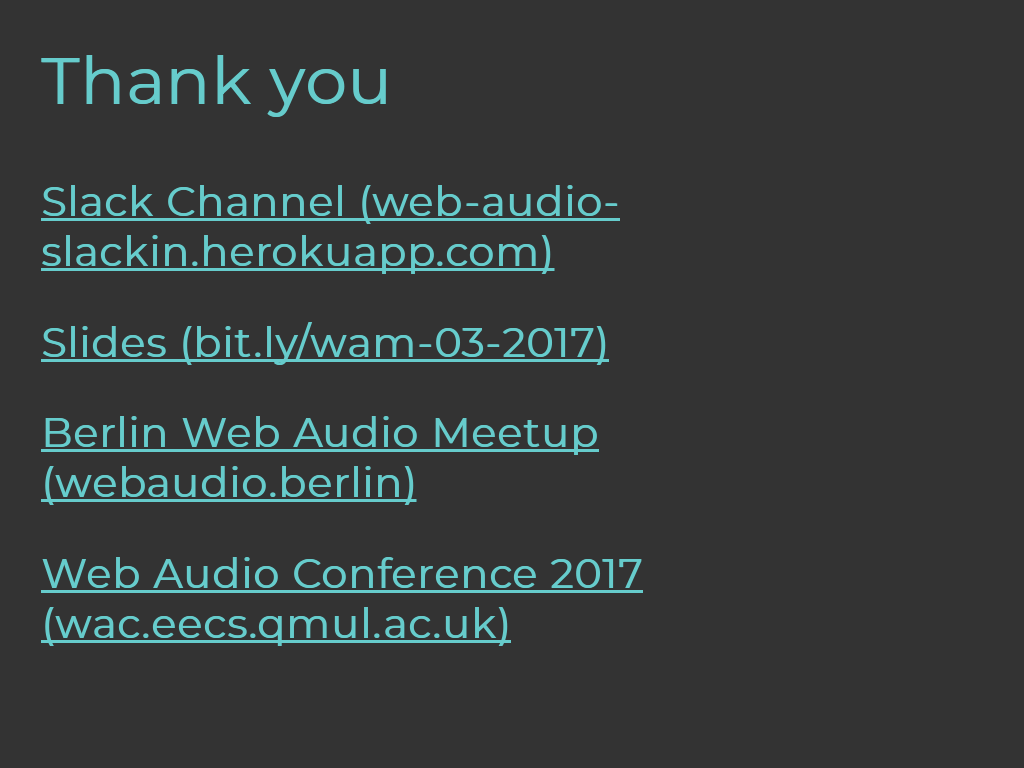 Thank you
Slack Channel (web-audio-
slackin.herokuapp.com)
Slides (bit.ly/wam-03-2017)
Berlin Web Audio Meetup
(webaudio.berlin)
Web Audio Conference 2017
(wac.eecs.qmul.ac.uk)